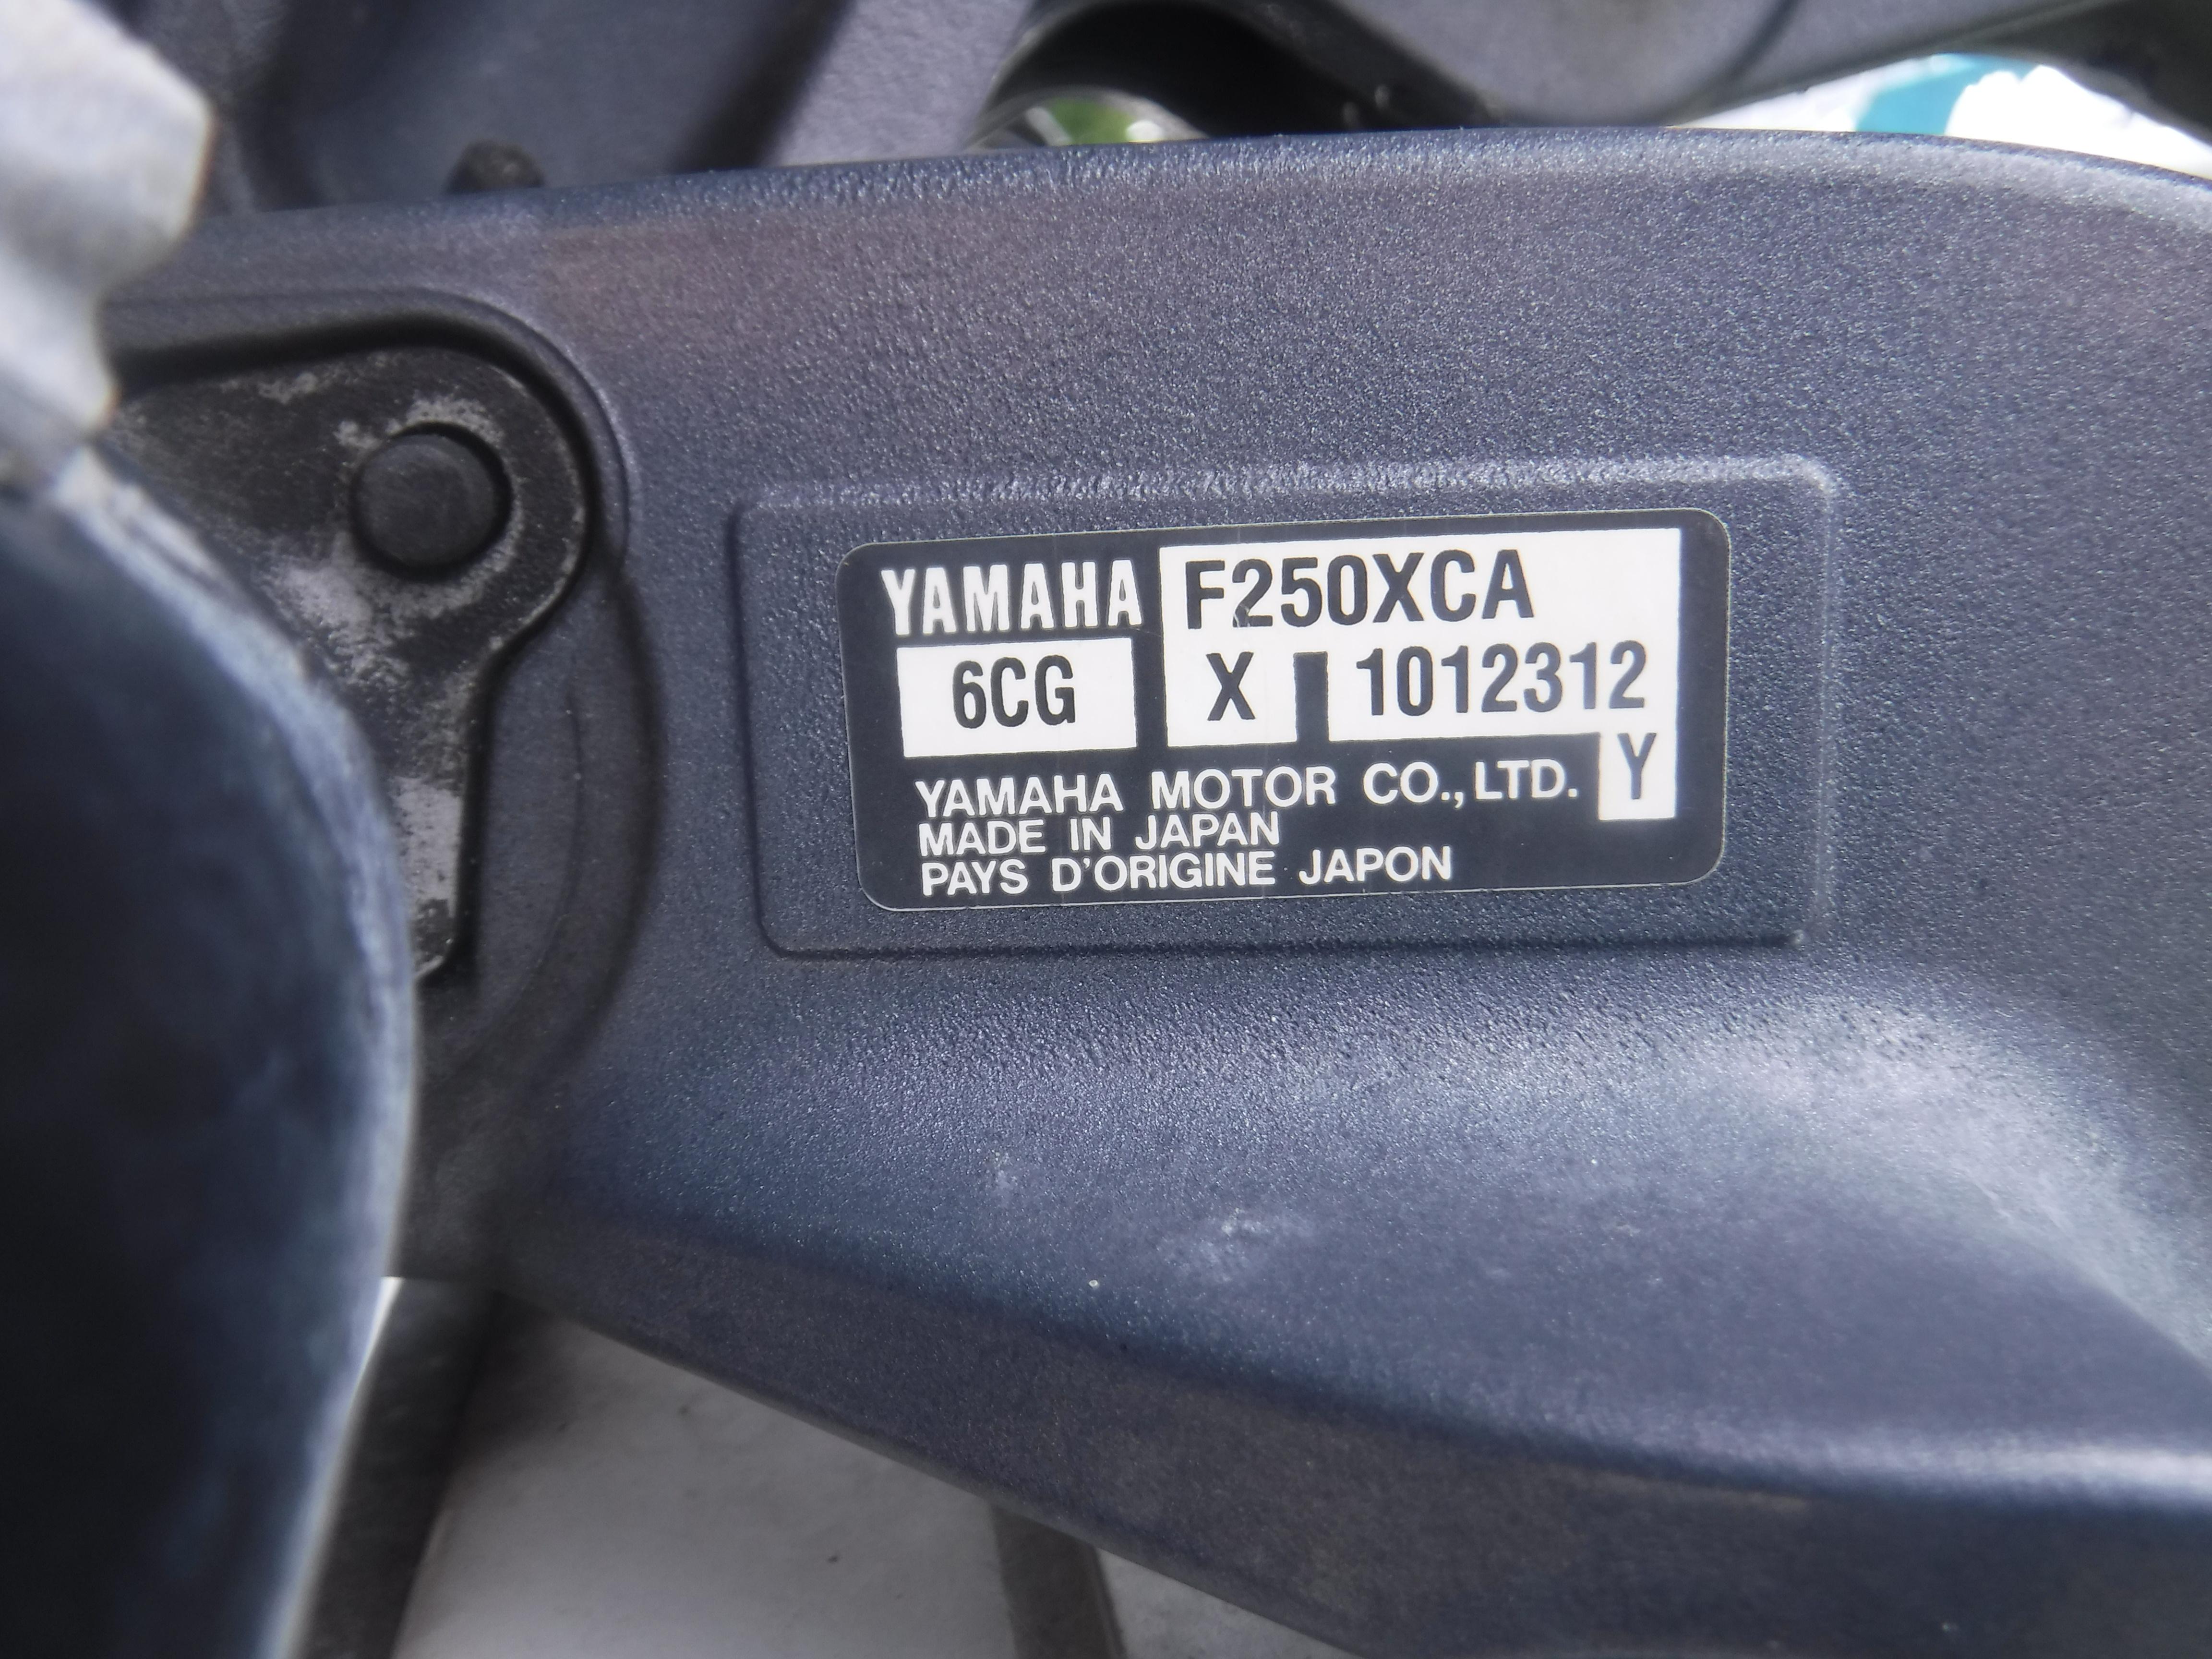 YAMAHA F250XCA
6CG X 1012312
YAMAHA MOTOR CO., LTD. Y
MADE IN JAPAN
PAYS D'ORIGINE JAPON